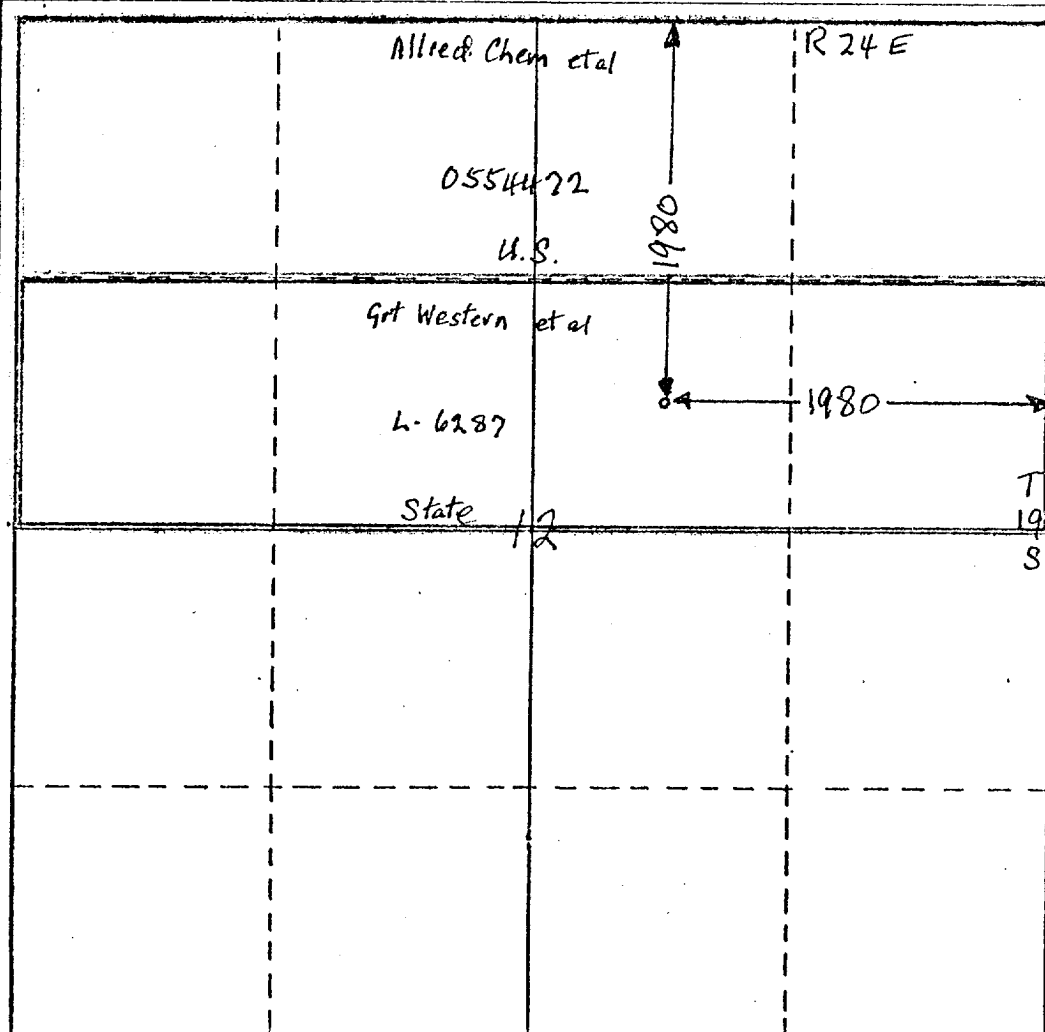 Allied Chem et al
R 24 E
0554422
U.S.
1980
Grt Western et al
1980
L-6287
State
12
T
19
S